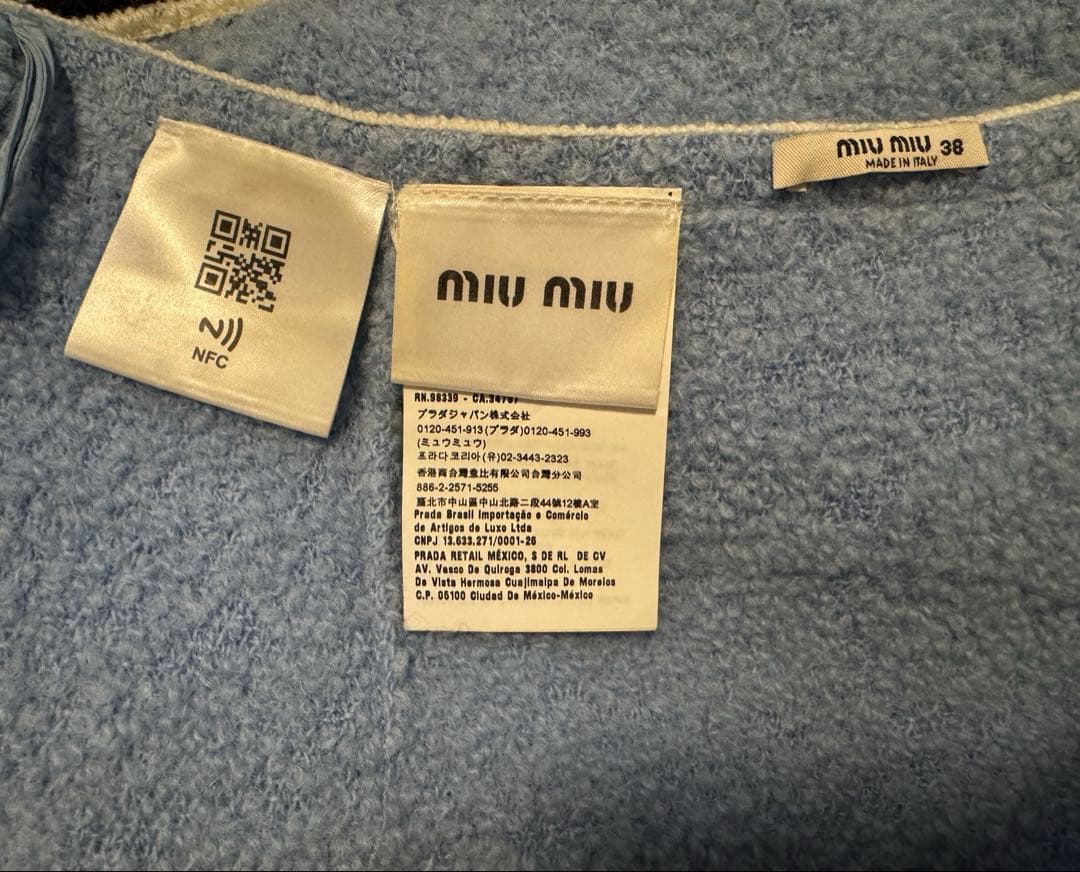 NFC
MIU MIU
RN.96339 - CA.34707
プラダジャパン株式会社
0120-451-913(プラダ)0120-451-993
(ミュウミュウ)
프라다코리아(유)02-3443-2323
香港商台灣普比有限公司台灣分公司
886-2-2571-5255
臺北市中山區中山北路二段44號12樓A室
Prada Brasil Importação e Comércio
de Artigos de Luxo Ltda
CNPJ 13.633.271/0001-26
PRADA RETAIL MÉXICO, S DE RL DE CV
AV. Vasco De Quiroga 3800 Col. Lomas
De Vista Hermosa Cuajimalpa De Morelos
C.P. 05100 Ciudad De México-México
MIU MIU 38
MADE IN ITALY